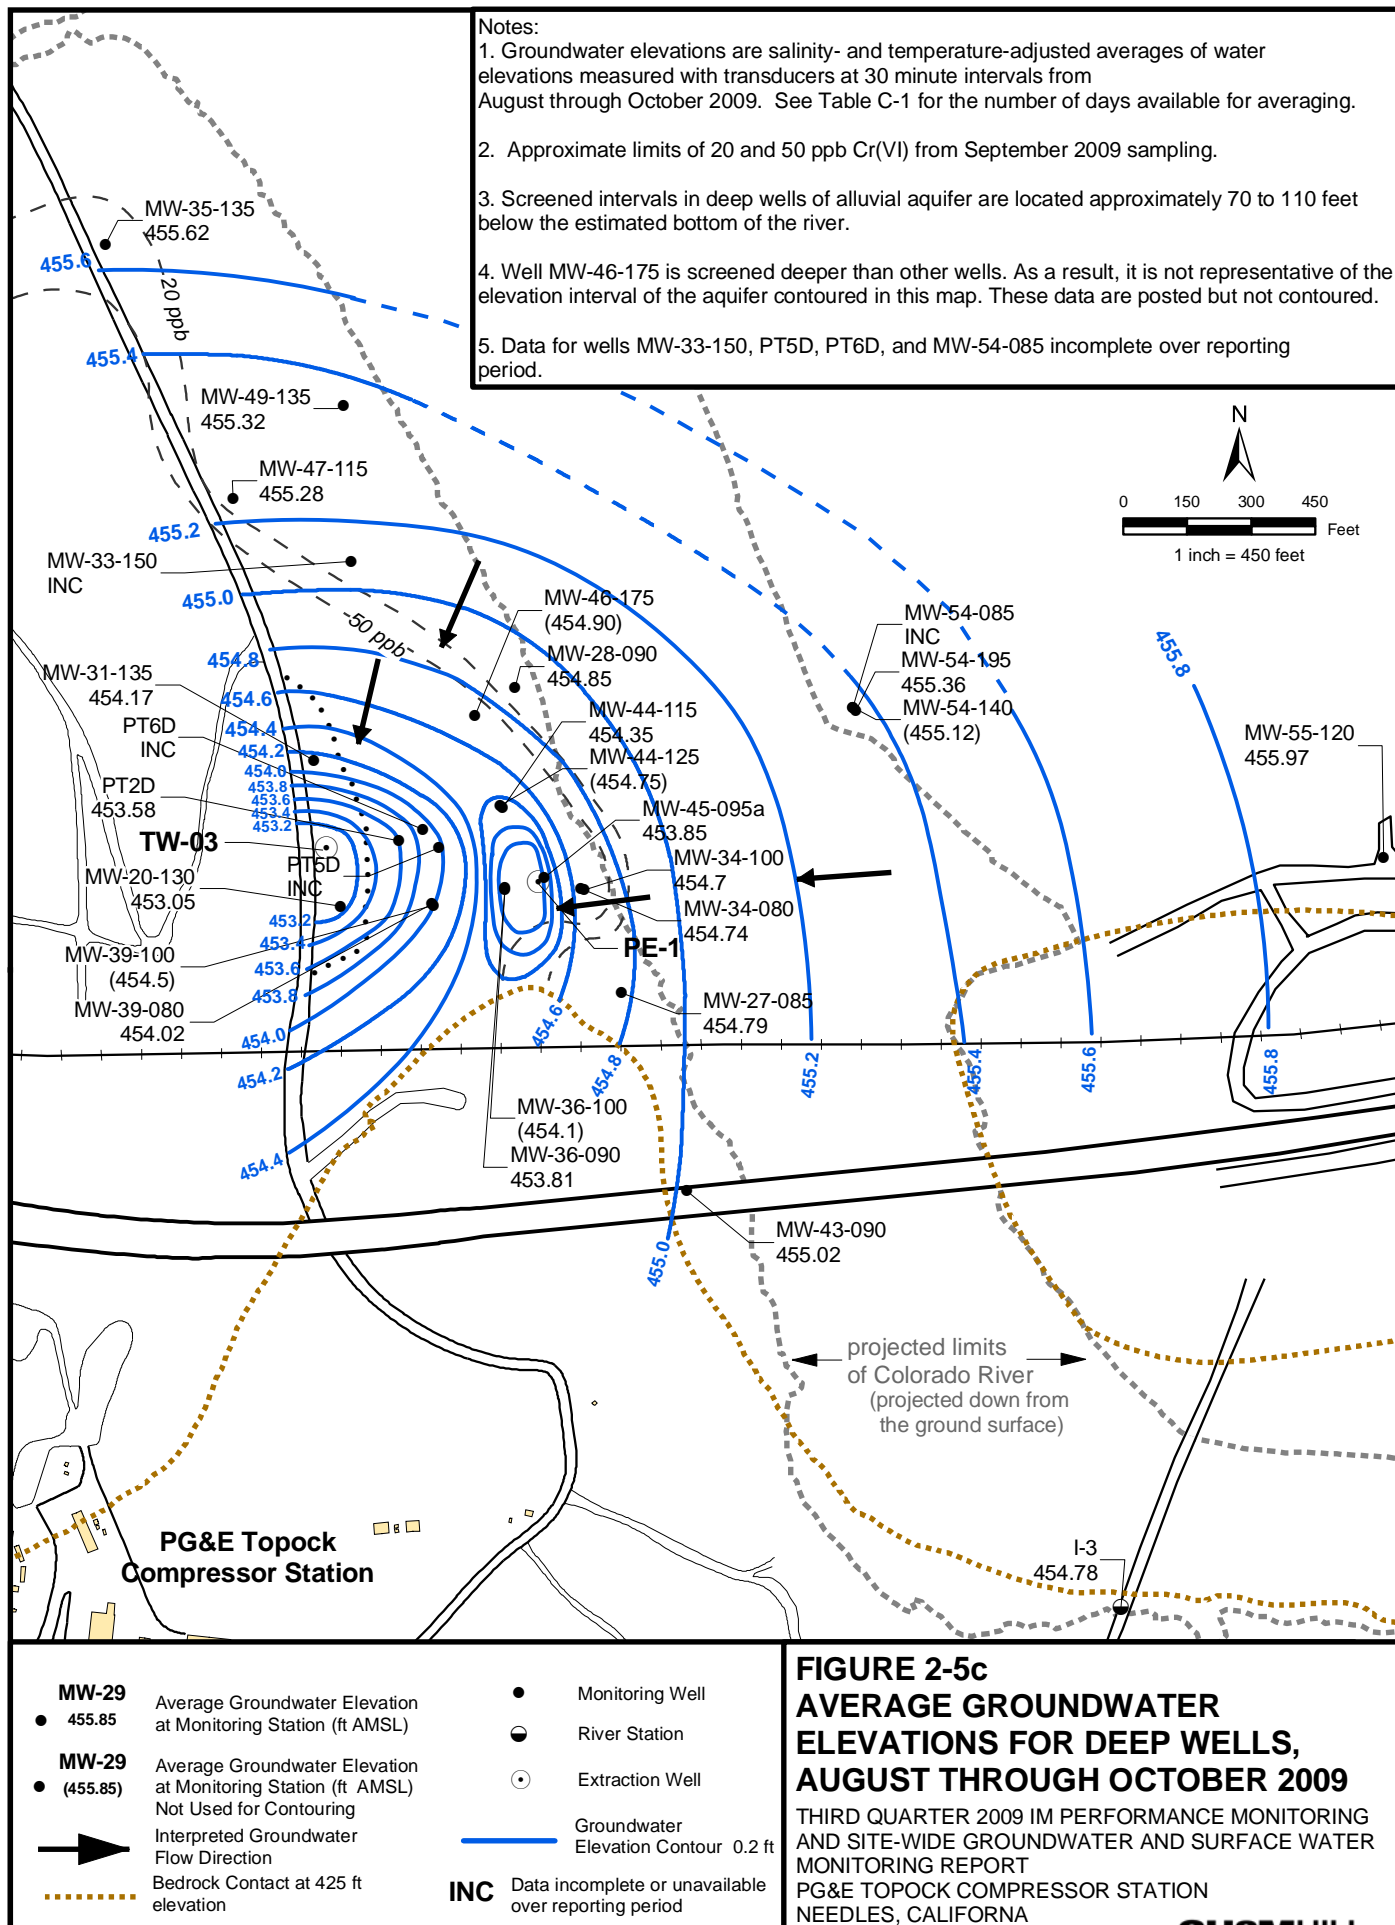 Notes:
1. Groundwater elevations are salinity- and temperature-adjusted averages of water
elevations measured with transducers at 30 minute intervals from
August through October 2009. See Table C-1 for the number of days available for averaging.
2. Approximate limits of 20 and 50 ppb Cr(VI) from September 2009 sampling.
3. Screened intervals in deep wells of alluvial aquifer are located approximately 70 to 110 feet
below the estimated bottom of the river.
4. Well MW-46-175 is screened deeper than other wells. As a result, it is not representative of the
elevation interval of the aquifer contoured in this map. These data are posted but not contoured.
5. Data for wells MW-33-150, PT5D, PT6D, and MW-54-085 incomplete over reporting
period.
MW-35-135
455.62
455.6
20 ppb
455.4
MW-49-135
455.32
N
0 150 300 450
Feet
1 inch = 450 feet
MW-47-115
455.28
455.2
MW-33-150
INC
455.0
50 ppb
MW-46-175
(454.90)
MW-28-090
454.85
MW-54-085
INC
MW-54-195
455.36
MW-54-140
(455.12)
455.8
454.8
MW-31-135
454.17
454.6
MW-44-115
454.35
454.4
PT6D
INC
454.2
MW-44-125
(454.75)
MW-55-120
455.97
454.0
PT2D
453.58
453.8
453.6
453.4
453.2
MW-45-095a
453.85
TW-03
PT5D
INC
MW-34-100
454.7
MW-20-130
453.05
MW-34-080
454.74
453.2
453.4
PE-1
MW-39-100
(454.5)
453.6
453.8
MW-39-080
454.02
MW-27-085
454.79
454.0
454.6
454.8
455.2
455.4
455.6
455.8
454.2
MW-36-100
(454.1)
MW-36-090
453.81
454.4
MW-43-090
455.02
455.0
projected limits
of Colorado River
(projected down from
the ground surface)
PG&E Topock
Compressor Station
I-3
454.78
MW-29
455.85
Average Groundwater Elevation
at Monitoring Station (ft AMSL)
MW-29
(455.85)
Average Groundwater Elevation
at Monitoring Station (ft AMSL)
Not Used for Contouring
Interpreted Groundwater
Flow Direction
Bedrock Contact at 425 ft
elevation
Monitoring Well
River Station
Extraction Well
Groundwater
Elevation Contour 0.2 ft
INC
Data incomplete or unavailable
over reporting period
FIGURE 2-5c
AVERAGE GROUNDWATER
ELEVATIONS FOR DEEP WELLS,
AUGUST THROUGH OCTOBER 2009
THIRD QUARTER 2009 IM PERFORMANCE MONITORING
AND SITE-WIDE GROUNDWATER AND SURFACE WATER
MONITORING REPORT
PG&E TOPOCK COMPRESSOR STATION
NEEDLES, CALIFORNA